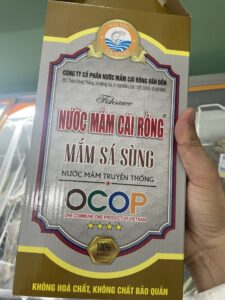 CÔNG TY CỔ PHẦN NƯỚC MẮM CÁI RỒNG VÂN ĐỒN
Fishsauce
NƯỚC MẮM CÁI RỒNG
MẮM SÁ SÙNG
NƯỚC MẮM TRUYỀN THỐNG
OCOP
ONE COMMUNE ONE PRODUCT OF VIETNAM
100%
KHÔNG HOÁ CHẤT, KHÔNG CHẤT BẢO QUẢN